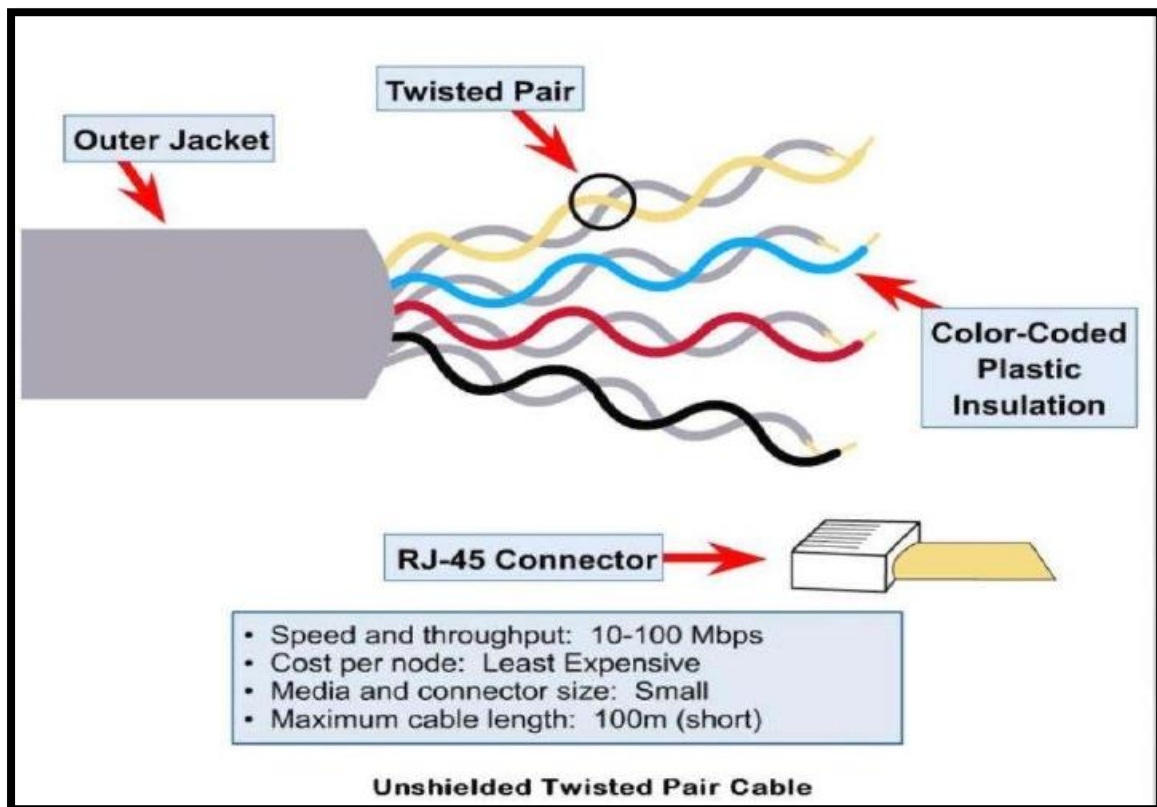 Twisted Pair
Outer Jacket
Color-Coded
Plastic
Insulation
RJ-45 Connector
• Speed and throughput: 10-100 Mbps
• Cost per node: Least Expensive
• Media and connector size: Small
• Maximum cable length: 100m (short)
Unshielded Twisted Pair Cable